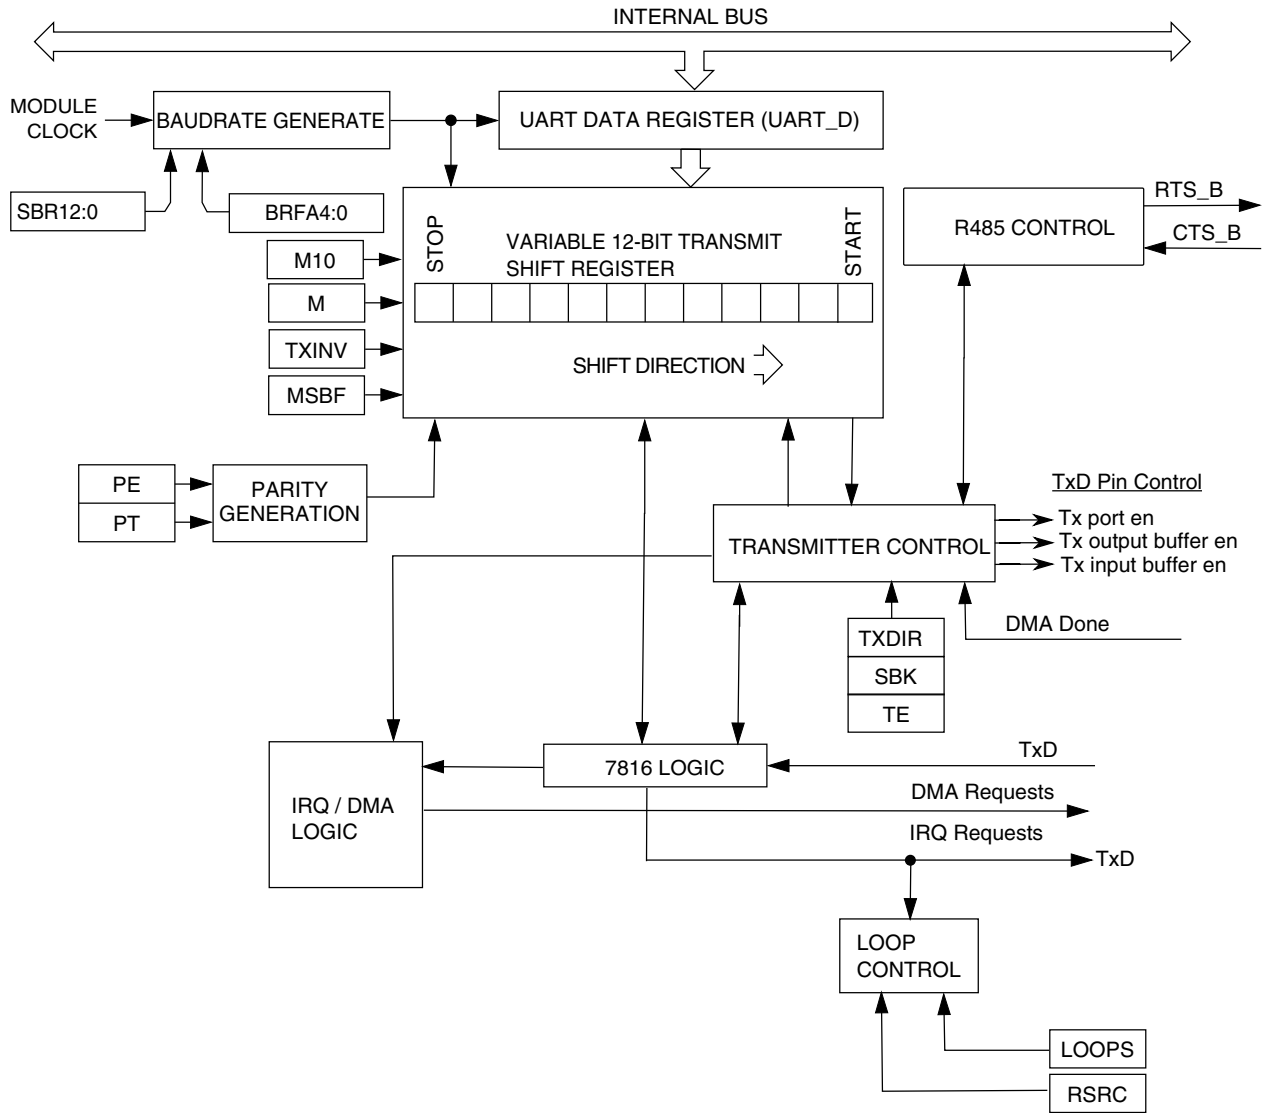 INTERNAL BUS
MODULE
CLOCK
BAUDRATE GENERATE
UART DATA REGISTER (UART_D)
SBR12:0
BRFA4:0
STOP
VARIABLE 12-BIT TRANSMIT
SHIFT REGISTER
START
R485 CONTROL
RTS_B
CTS_B
M10
M
TXINV
MSBF
SHIFT DIRECTION
PE
PT
PARITY
GENERATION
TRANSMITTER CONTROL
TxD Pin Control
Tx port en
Tx output buffer en
Tx input buffer en
DMA Done
TXDIR
SBK
TE
IRQ / DMA
LOGIC
7816 LOGIC
TxD
DMA Requests
IRQ Requests
TxD
LOOP
CONTROL
LOOPS
RSRC